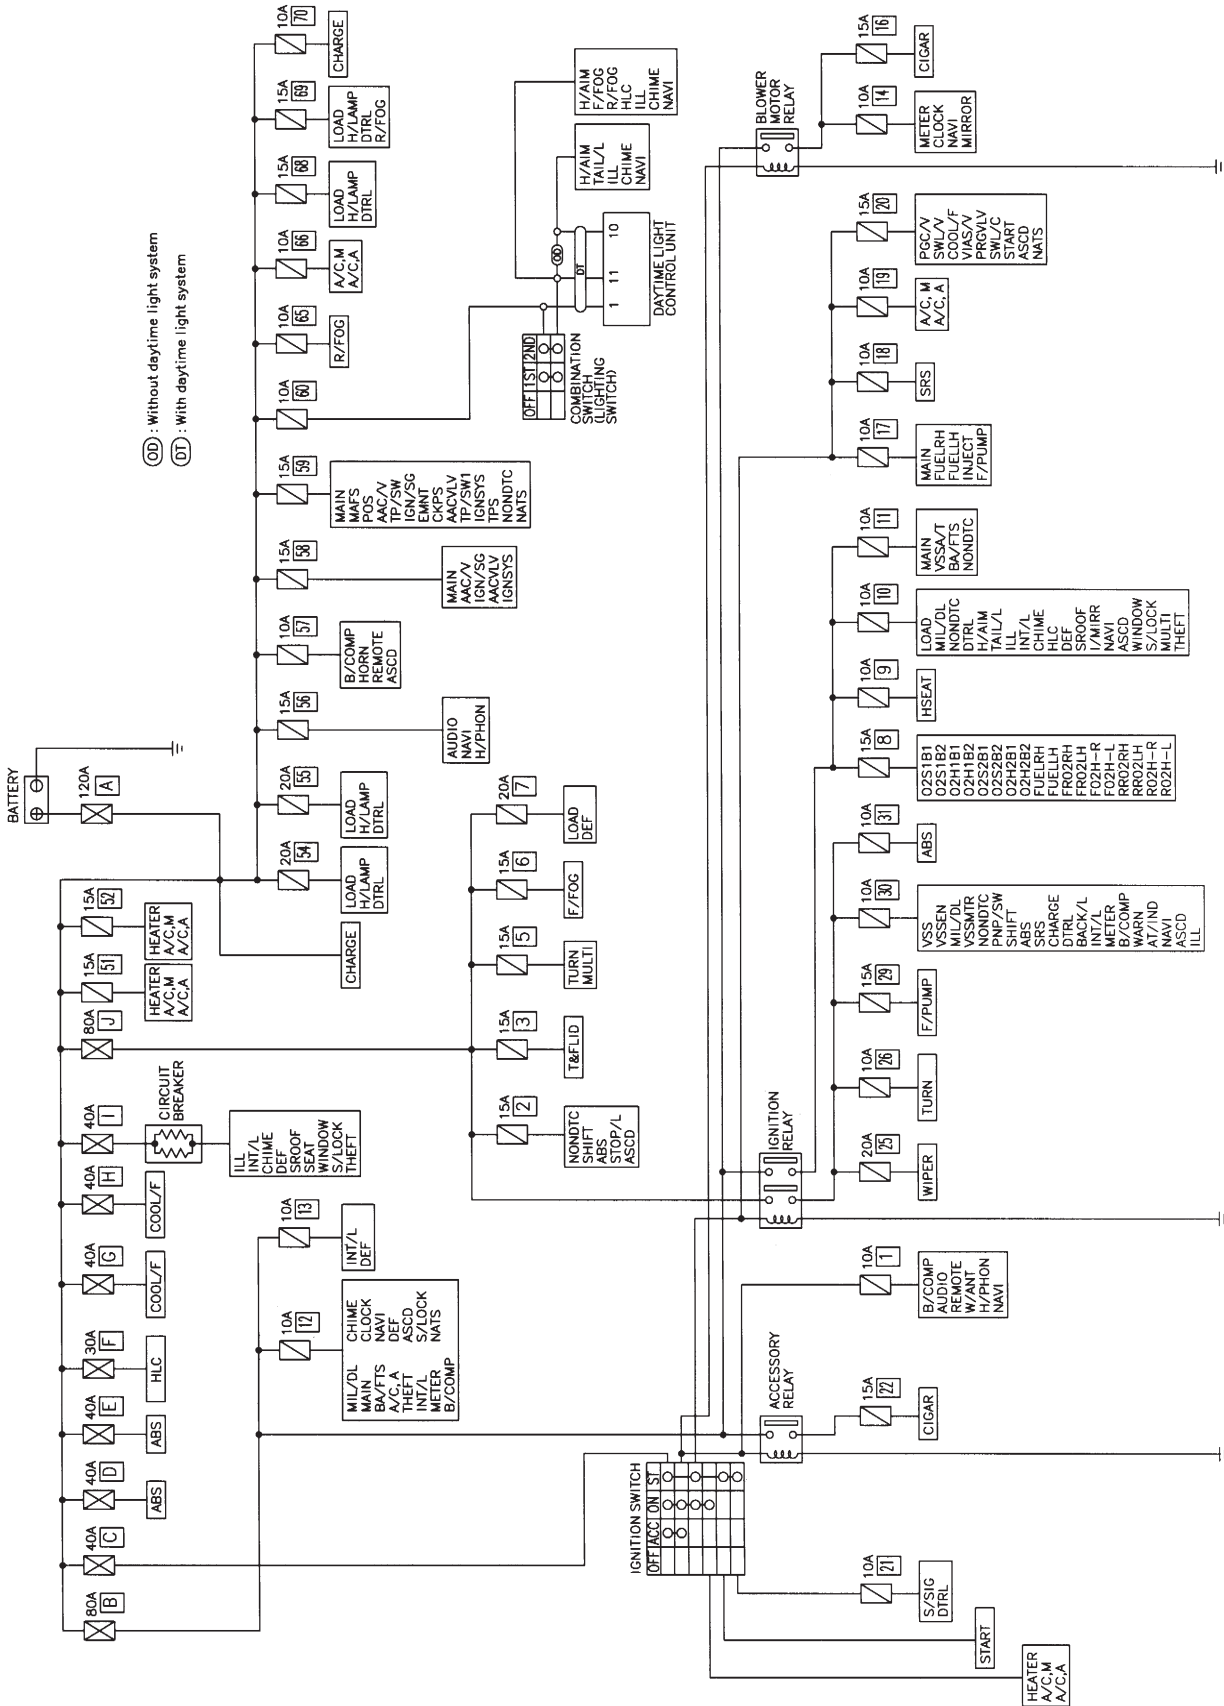 BATTERY
120A
A
OD : Without daytime light system
DT : With daytime light system
80A
B
40A
C
40A
D
ABS
40A
E
ABS
30A
F
HLC
40A
G
COOL/F
40A
H
COOL/F
40A
I
CIRCUIT
BREAKER
ILL
INT/L
CHIME
DEF
SROOF
SEAT
WINDOW
S/LOCK
THEFT
80A
J
15A
51
HEATER
A/C,M
A/C,A
15A
52
HEATER
A/C,M
A/C,A
CHARGE
20A
54
LOAD
H/LAMP
DTRL
20A
55
LOAD
H/LAMP
DTRL
15A
56
AUDIO
NAVI
H/PHON
10A
57
B/COMP
HORN
REMOTE
ASCD
15A
58
MAIN
AAC/V
IGN/SG
AACVLV
IGNSYS
15A
59
MAIN
MAFS
POS
AAC/V
TP/SW
IGN/SG
EMNT
CKPS
AACVLV
TP/SW1
IGNSYS
TPS
NONDTC
NATS
10A
60
10A
65
R/FOG
10A
66
A/C,M
A/C,A
15A
68
LOAD
H/LAMP
DTRL
15A
69
LOAD
H/LAMP
DTRL
R/FOG
10A
70
CHARGE
OFF 1ST 2ND
COMBINATION
SWITCH
(LIGHTING
SWITCH)
OD
DT
1 11 10
DAYTIME LIGHT
CONTROL UNIT
H/AIM
TAIL/L
ILL
CHIME
NAVI
H/AIM
F/FOG
R/FOG
HLC
ILL
CHIME
NAVI
10A
12
MIL/DL CHIME
MAIN CLOCK
BA/FTS NAVI
A/C,A DEF
THEFT ASCD
INT/L S/LOCK
METER NATS
B/COMP
10A
13
INT/L
DEF
15A
2
NONDTC
SHIFT
ABS
STOP/L
ASCD
15A
3
T&FLID
15A
5
TURN
MULTI
15A
6
F/FOG
20A
7
LOAD
DEF
IGNITION SWITCH
OFF ACC ON ST
ACCESSORY
RELAY
IGNITION
RELAY
BLOWER
MOTOR
RELAY
HEATER
A/C,M
A/C,A
START
10A
21
S/SIG
DTRL
15A
22
CIGAR
10A
1
B/COMP
AUDIO
REMOTE
W/ANT
H/PHON
NAVI
20A
25
WIPER
10A
26
TURN
15A
29
F/PUMP
10A
30
VSS
VSSEN
MIL/DL
VSSMTR
NONDTC
PNP/SW
SHIFT
ABS
SRS
CHARGE
DTRL
BACK/L
INT/L
METER
B/COMP
WARN
AT/IND
NAVI
ASCD
ILL
10A
31
ABS
15A
8
O2S1B1
O2S1B2
O2H1B1
O2H1B2
O2S2B1
O2S2B2
O2H2B1
O2H2B2
FUELRH
FUELLH
FRO2RH
FRO2LH
FO2H-R
FO2H-L
RRO2RH
RRO2LH
RO2H-R
RO2H-L
10A
9
HSEAT
10A
10
LOAD
MIL/DL
NONDTC
DTRL
H/AIM
TAIL/L
ILL
INT/L
CHIME
HLC
DEF
SROOF
I/MIRR
NAVI
ASCD
WINDOW
S/LOCK
MULTI
THEFT
10A
11
MAIN
VSSA/T
BA/FTS
NONDTC
10A
17
MAIN
FUELRH
FUELLH
INJECT
F/PUMP
10A
18
SRS
10A
19
A/C,M
A/C,A
15A
20
PGC/V
SWL/V
COOL/F
VIAS/V
PRGVLV
SWL/C
START
ASCD
NATS
10A
14
METER
CLOCK
NAVI
MIRROR
15A
16
CIGAR